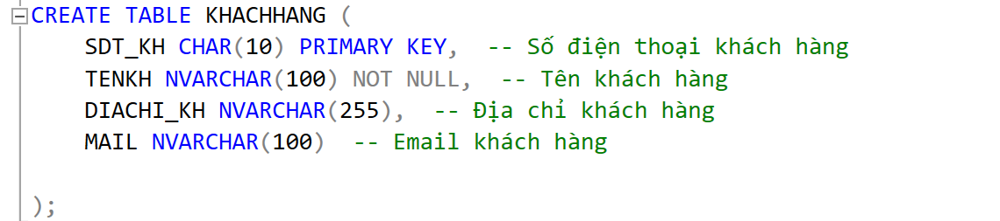 CREATE TABLE KHACHHANG (
SDT_KH CHAR(10) PRIMARY KEY, -- Số điện thoại khách hàng
TENKH NVARCHAR(100) NOT NULL, -- Tên khách hàng
DIACHI_KH NVARCHAR(255), -- Địa chỉ khách hàng
MAIL NVARCHAR(100) -- Email khách hàng
);